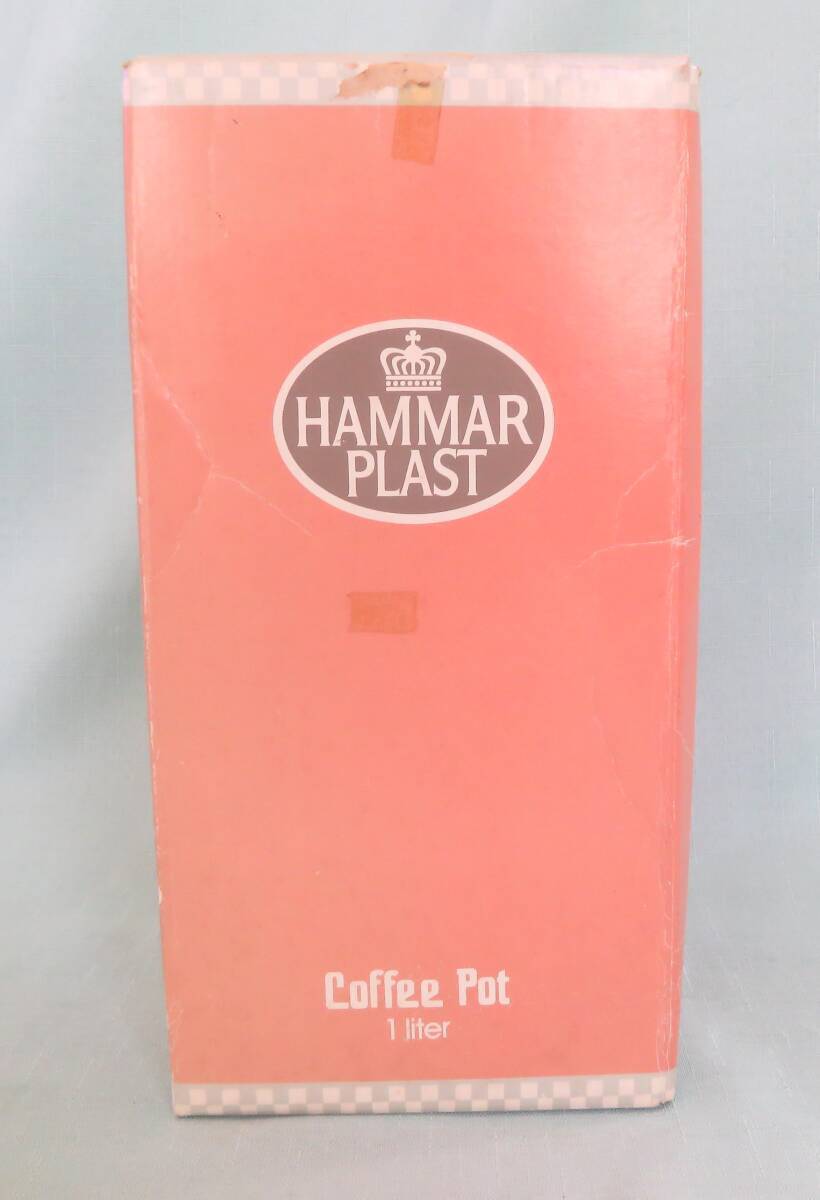 HAMMAR
PLAST
Coffee Pot
1 liter